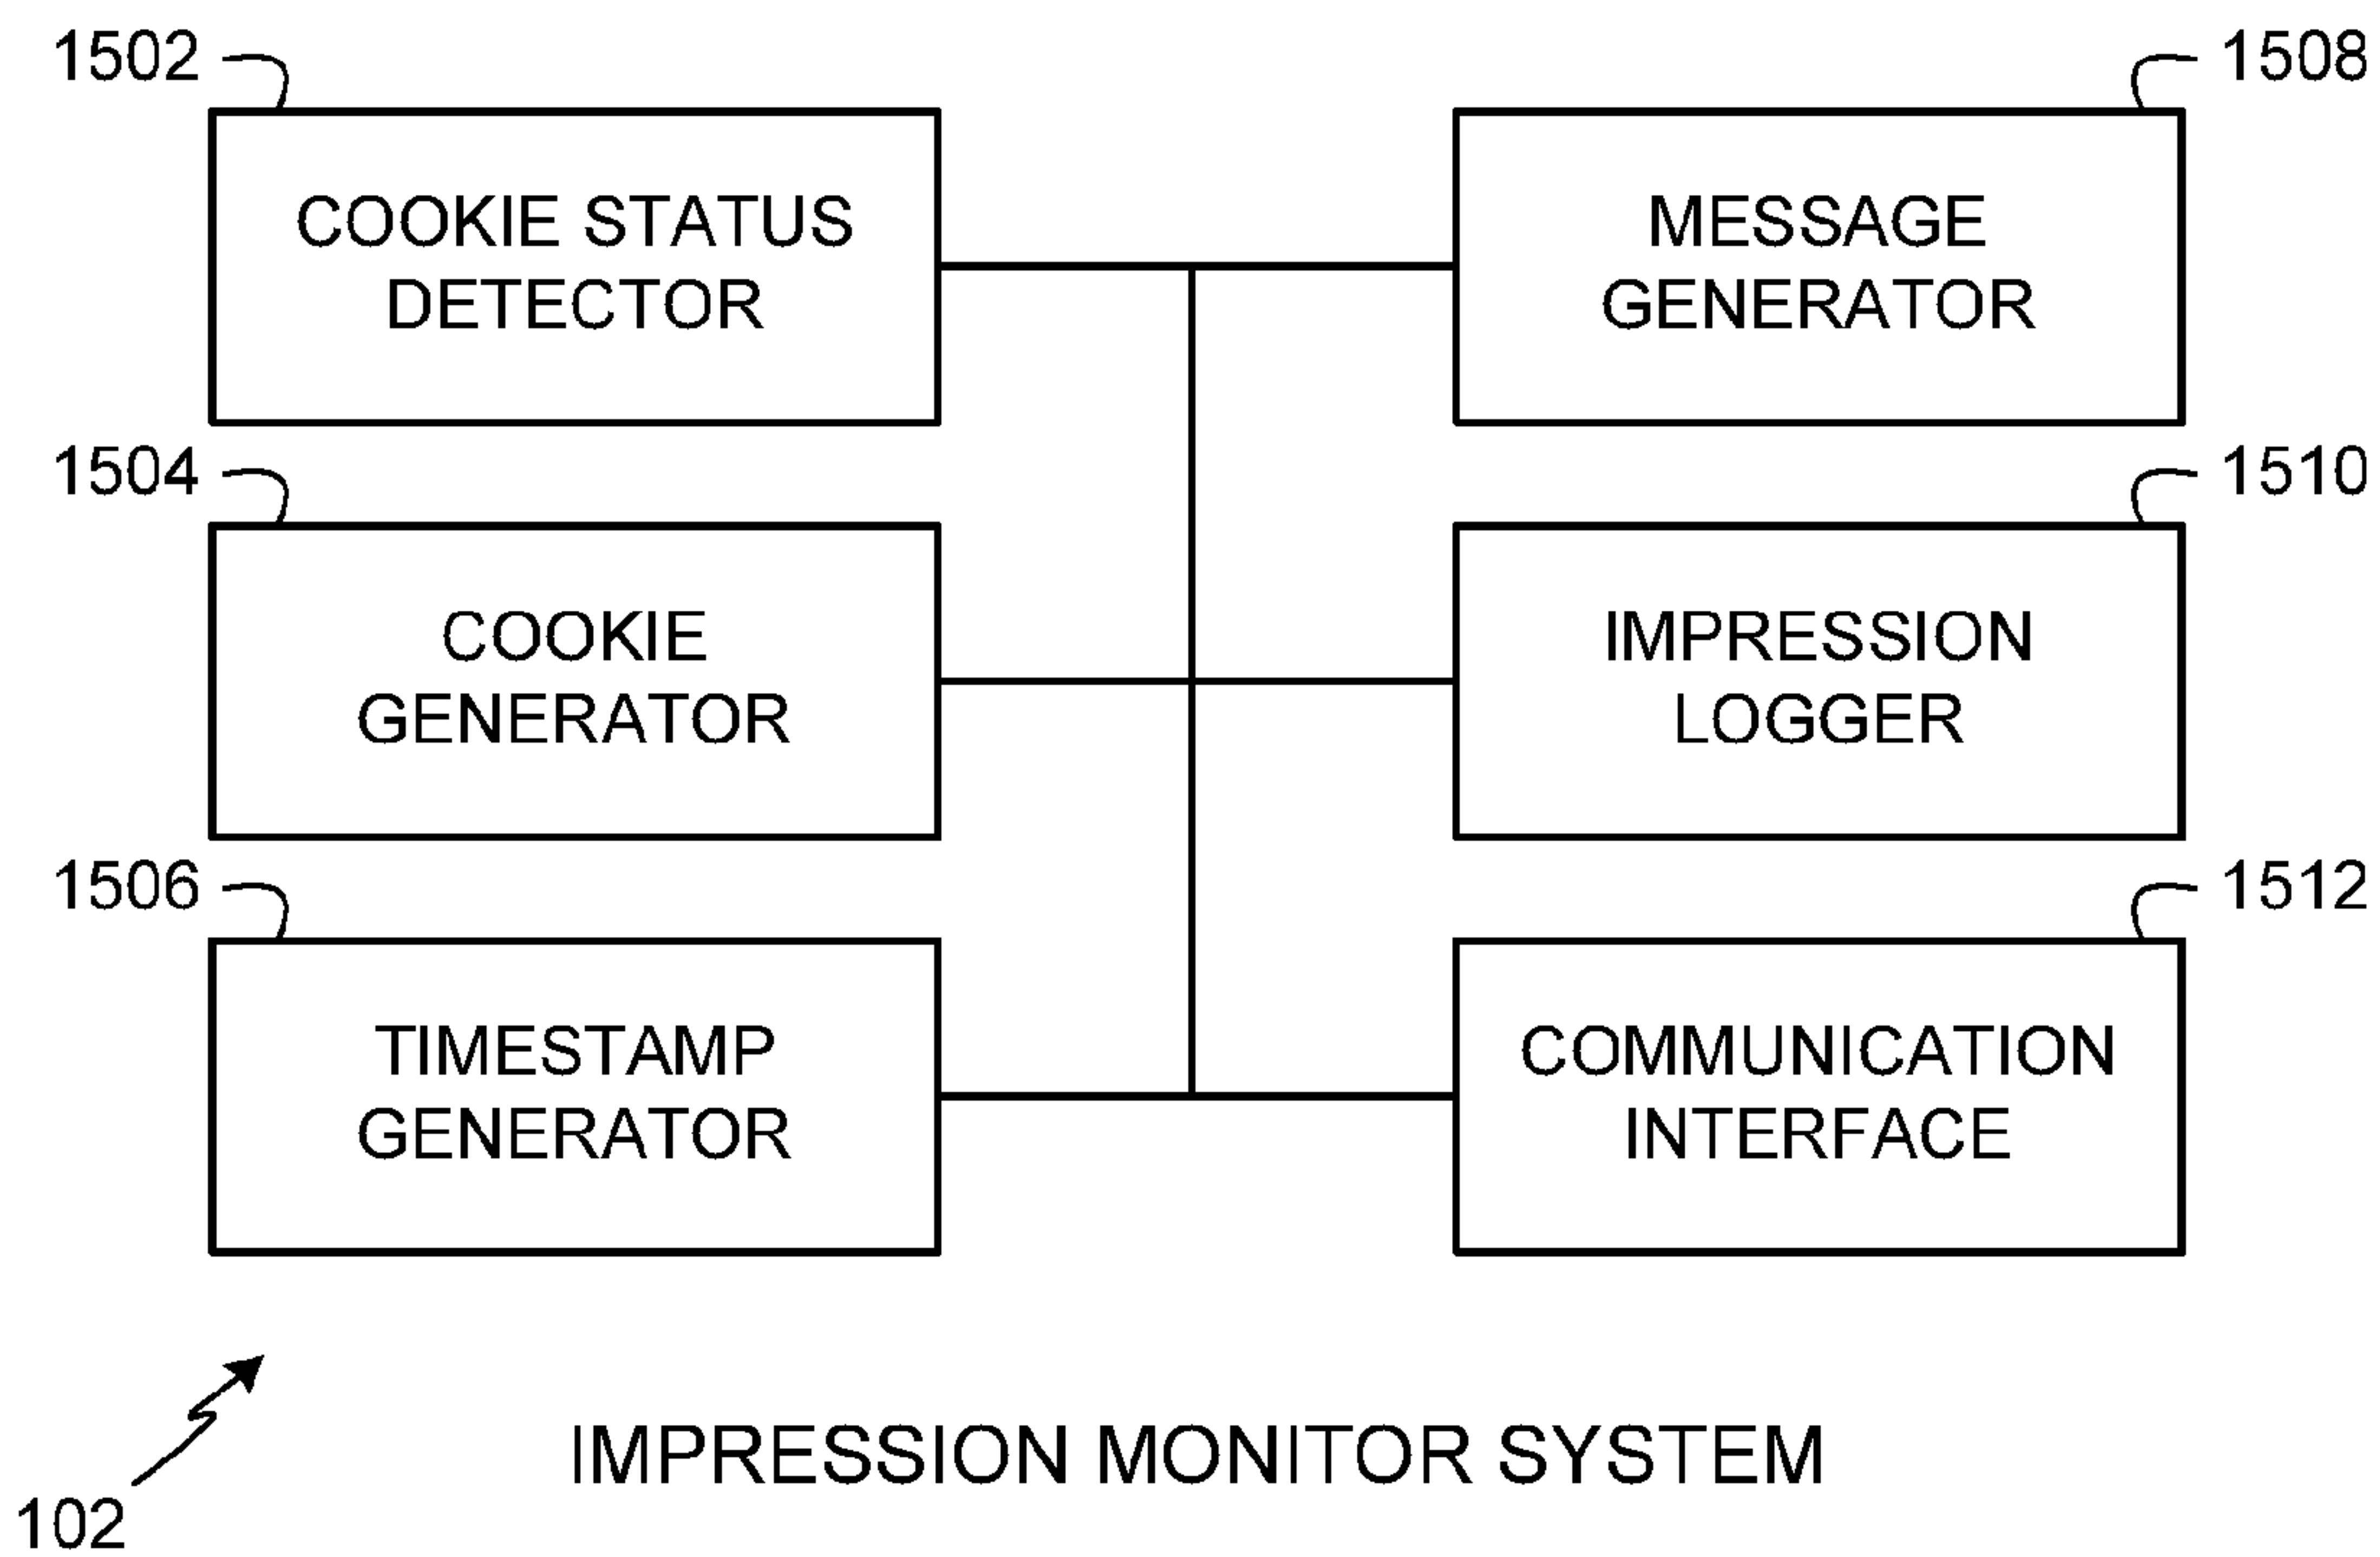 1502
1508
COOKIE STATUS
DETECTOR
MESSAGE
GENERATOR
1504
1510
COOKIE
GENERATOR
IMPRESSION
LOGGER
1506
1512
TIMESTAMP
GENERATOR
COMMUNICATION
INTERFACE
IMPRESSION MONITOR SYSTEM
102